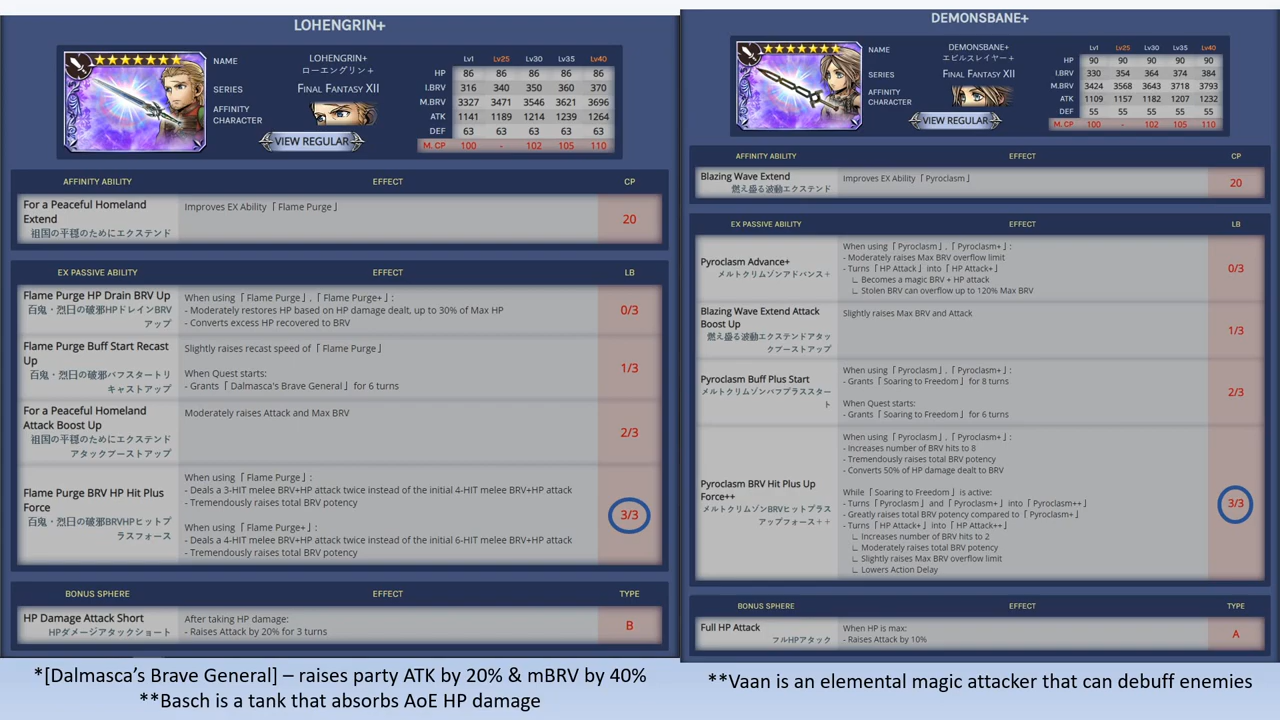 LOHENGRIN+
NAME
LOHENGRIN+
ローエングリン+
SERIES
FINAL FANTASY XII
AFFINITY
CHARACTER
VIEW REGULAR
Lv1 Lv25 Lv30 Lv35 Lv40
HP 86 86 86 86 86
I.BRV 316 340 350 360 370
M.BRV 3327 3471 3546 3621 3696
ATK 1141 1189 1214 1239 1264
DEF 63 63 63 63 63
M. CP 100 - 102 105 110
AFFINITY ABILITY EFFECT CP
For a Peaceful Homeland
Extend
祖国の平穏のためにエクステンド
Improves EX Ability「Flame Purge」
20
EX PASSIVE ABILITY EFFECT LB
Flame Purge HP Drain BRV Up
百鬼・烈日の破邪HPドレインBRV
アップ
When using「Flame Purge」,「Flame Purge+」:
- Moderately restores HP based on HP damage dealt, up to 30% of Max HP
- Converts excess HP recovered to BRV
0/3
Flame Purge Buff Start Recast
Up
百鬼・烈日の破邪バフスタートリ
キャストアップ
Slightly raises recast speed of「Flame Purge」
When Quest starts:
- Grants「Dalmasca's Brave General」for 6 turns
1/3
For a Peaceful Homeland
Attack Boost Up
祖国の平穏のためにエクステンド
アタックブーストアップ
Moderately raises Attack and Max BRV
2/3
Flame Purge BRV HP Hit Plus
Force
百鬼・烈日の破邪BRVHPヒットプ
ラスフォース
When using「Flame Purge」:
- Deals a 3-HIT melee BRV+HP attack twice instead of the initial 4-HIT melee BRV+HP attack
- Tremendously raises total BRV potency
When using「Flame Purge+」:
- Deals a 4-HIT melee BRV+HP attack twice instead of the initial 6-HIT melee BRV+HP attack
- Tremendously raises total BRV potency
3/3
BONUS SPHERE EFFECT TYPE
HP Damage Attack Short
HPダメージアタックショート
After taking HP damage:
- Raises Attack by 20% for 3 turns
B
*[Dalmasca's Brave General] – raises party ATK by 20% & mBRV by 40%
**Basch is a tank that absorbs AoE HP damage
DEMONSBANE+
NAME
DEMONSBANE+
エビルスレイヤー+
SERIES
FINAL FANTASY XII
AFFINITY
CHARACTER
VIEW REGULAR
Lv1 Lv25 Lv30 Lv35 Lv40
HP 90 90 90 90 90
I.BRV 330 354 364 374 384
M.BRV 3424 3568 3643 3718 3793
ATK 1109 1157 1182 1207 1232
DEF 55 55 55 55 55
M. CP 100 - 102 105 110
AFFINITY ABILITY EFFECT CP
Blazing Wave Extend
燃え盛る波動エクステンド
Improves EX Ability「Pyroclasm」
20
EX PASSIVE ABILITY EFFECT LB
Pyroclasm Advance+
メルトクリムゾンアドバンス+
When using「Pyroclasm」,「Pyroclasm+」:
- Moderately raises Max BRV overflow limit
- Turns「HP Attack」into「HP Attack+」
∟ Becomes a magic BRV + HP attack
∟ Stolen BRV can overflow up to 120% Max BRV
0/3
Blazing Wave Extend Attack
Boost Up
燃え盛る波動エクステンドアタッ
クブーストアップ
Slightly raises Max BRV and Attack
1/3
Pyroclasm Buff Plus Start
メルトクリムゾンバフプラススター
ト
When using「Pyroclasm」,「Pyroclasm+」:
- Grants「Soaring to Freedom」for 8 turns
When Quest starts:
- Grants「Soaring to Freedom」for 6 turns
2/3
Pyroclasm BRV Hit Plus Up
Force++
メルトクリムゾンBRVヒットプラス
アップフォース++
When using「Pyroclasm」,「Pyroclasm+」:
- Increases number of BRV hits to 8
- Tremendously raises total BRV potency
- Converts 50% of HP damage dealt to BRV
While「Soaring to Freedom」is active:
- Turns「Pyroclasm」and「Pyroclasm+」into「Pyroclasm++」
- Greatly raises total BRV potency compared to「Pyroclasm+」
- Turns「HP Attack+」into「HP Attack++」
∟ Increases number of BRV hits to 2
∟ Moderately raises total BRV potency
∟ Slightly raises Max BRV overflow limit
∟ Lowers Action Delay
3/3
BONUS SPHERE EFFECT TYPE
Full HP Attack
フルHPアタック
When HP is max:
- Raises Attack by 10%
A
**Vaan is an elemental magic attacker that can debuff enemies